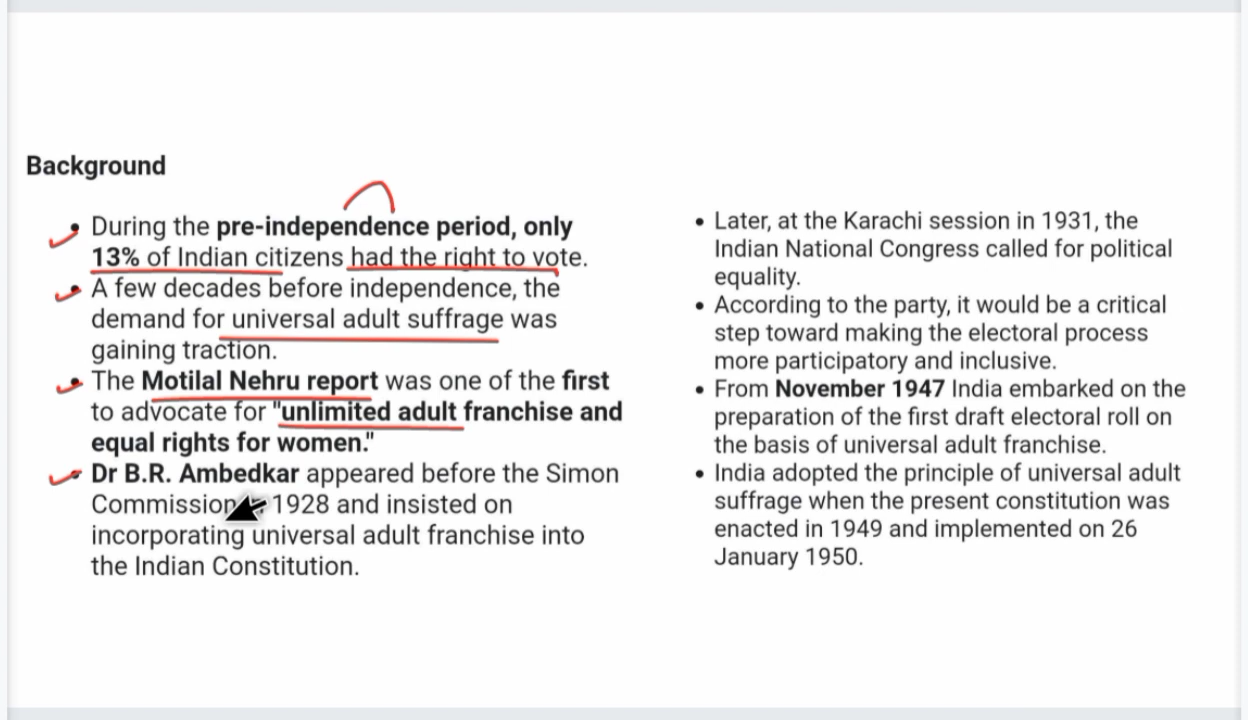 Background
During the pre-independence period, only
13% of Indian citizens had the right to vote.
A few decades before independence, the
demand for universal adult suffrage was
gaining traction.
The Motilal Nehru report was one of the first
to advocate for "unlimited adult franchise and
equal rights for women."
Dr B.R. Ambedkar appeared before the Simon
Commission 1928 and insisted on
incorporating universal adult franchise into
the Indian Constitution.
Later, at the Karachi session in 1931, the
Indian National Congress called for political
equality.
According to the party, it would be a critical
step toward making the electoral process
more participatory and inclusive.
From November 1947 India embarked on the
preparation of the first draft electoral roll on
the basis of universal adult franchise.
India adopted the principle of universal adult
suffrage when the present constitution was
enacted in 1949 and implemented on 26
January 1950.